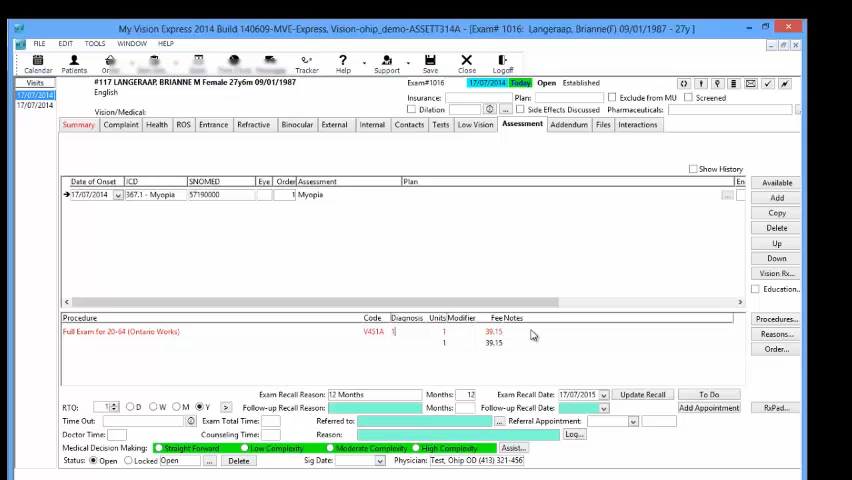 My Vision Express 2014 Build 140609-MVE-Express, Vision-ohip_demo-ASSETT314A - [Exam# 1016: Langeraap, Brianne(F) 09/01/1987 - 27y ]
FILE EDIT TOOLS WINDOW HELP
Calendar Patients Tracker Help Support Save Close Logoff
Visits
17/07/2014
17/07/2014
#117 LANGERAAP, BRIANNE M Female 27y6m 09/01/1987 Exam#1016 17/07/2014 Today Open Established
English
Insurance: Plan: Exclude from MU Screened
Vision/Medical: Dilation ... Side Effects Discussed Pharmaceuticals:
Summary Complaint Health ROS Entrance Refractive Binocular External Internal Contacts Tests Low Vision Assessment Addendum Files Interactions
Show History
Date of Onset ICD SNOMED Eye Order Assessment Plan En
17/07/2014 367.1 - Myopia 57190000 1 Myopia ...
Available
Add
Copy
Delete
Up
Down
Vision Rx...
Education...
Procedure Code Diagnosis Units Modifier Fee Notes
Full Exam for 20-64 (Ontario Works) V451A 1 1 39.15
1 39.15
Procedures...
Reasons...
Order...
Exam Recall Reason: 12 Months Months: 12 Exam Recall Date: 17/07/2015 Update Recall To Do
RTO: 1 D W M Y > Follow-up Recall Reason: Months: Follow-up Recall Date: Add Appointment RxPad...
Time Out: Exam Total Time: Referred to: ... Referral Appointment:
Doctor Time: Counseling Time: Reason: Log...
Medical Decision Making: Straight Forward Low Complexity Moderate Complexity High Complexity Assist...
Status: Open Locked Open ... Delete Sig Date: Physician: Test, Ohip OD (413) 321-456